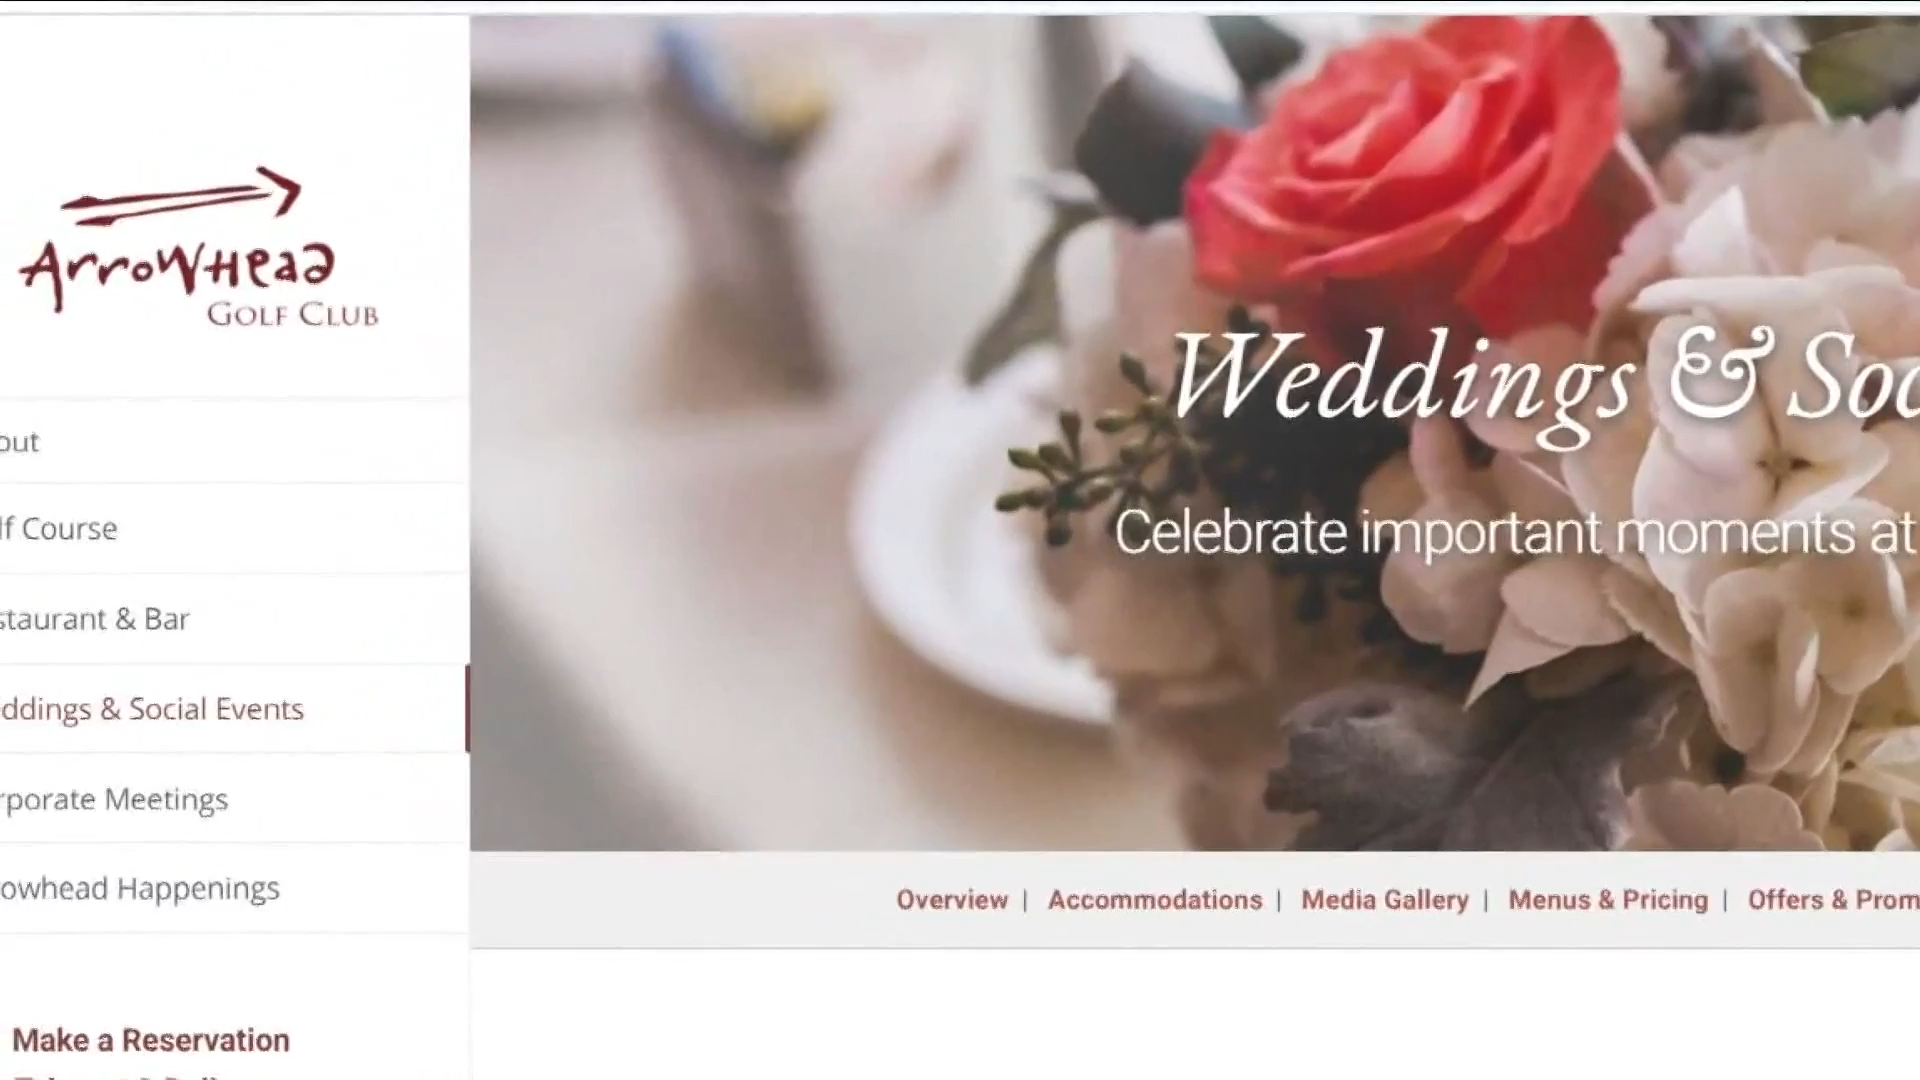 Arrowhead
Golf Club
out
lf Course
staurant & Bar
ddings & Social Events
rporate Meetings
owhead Happenings
Make a Reservation
Weddings & Soc
Celebrate important moments at
Overview | Accommodations | Media Gallery | Menus & Pricing | Offers & Prom